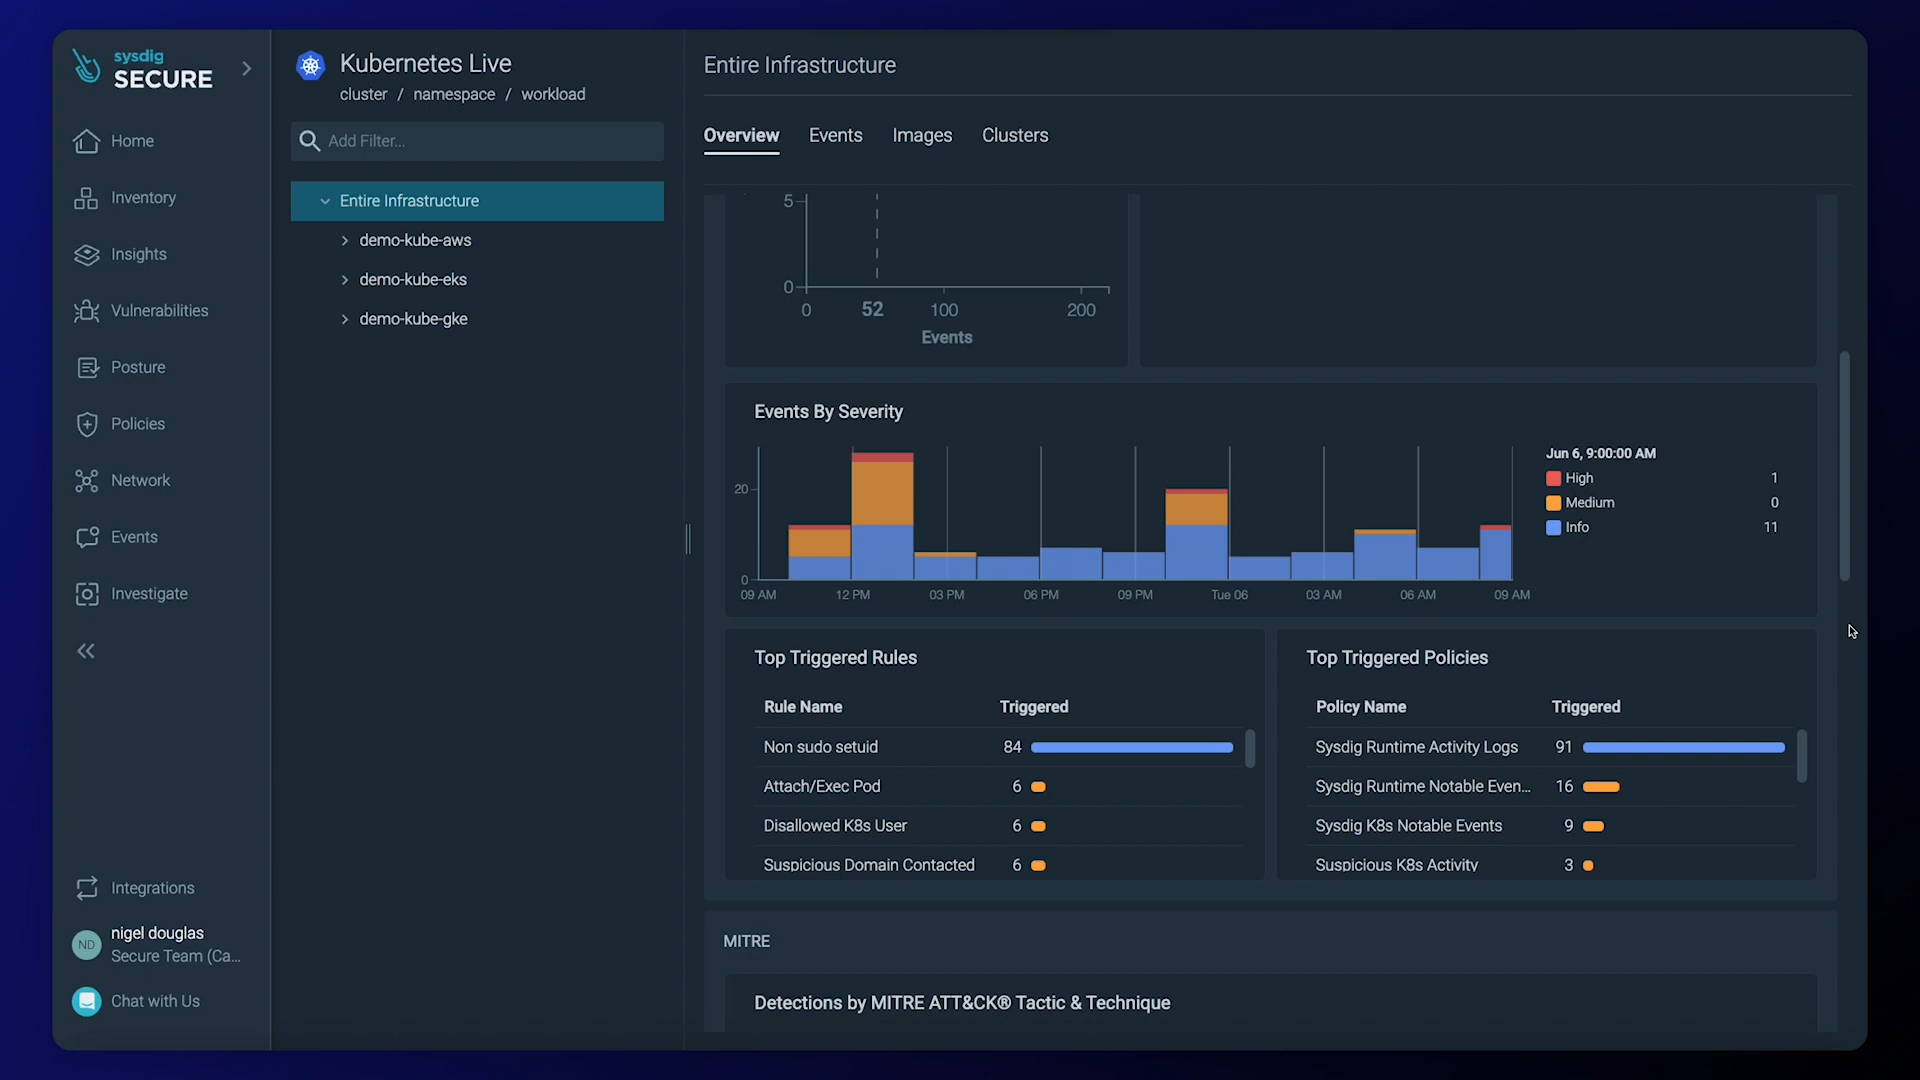 sysdig
SECURE
Home
Inventory
Insights
Vulnerabilities
Posture
Policies
Network
Events
Investigate
Integrations
ND
nigel douglas
Secure Team (Ca...
Chat with Us
Kubernetes Live
cluster / namespace / workload
Add Filter...
Entire Infrastructure
demo-kube-aws
demo-kube-eks
demo-kube-gke
Entire Infrastructure
Overview Events Images Clusters
5
0
0 52 100 200
Events
Events By Severity
20
0
09 AM 12 PM 03 PM 06 PM 09 PM Tue 06 03 AM 06 AM 09 AM
Jun 6, 9:00:00 AM
High 1
Medium 0
Info 11
Top Triggered Rules
Rule Name Triggered
Non sudo setuid 84
Attach/Exec Pod 6
Disallowed K8s User 6
Suspicious Domain Contacted 6
Top Triggered Policies
Policy Name Triggered
Sysdig Runtime Activity Logs 91
Sysdig Runtime Notable Even... 16
Sysdig K8s Notable Events 9
Suspicious K8s Activity 3
MITRE
Detections by MITRE ATT&CK® Tactic & Technique